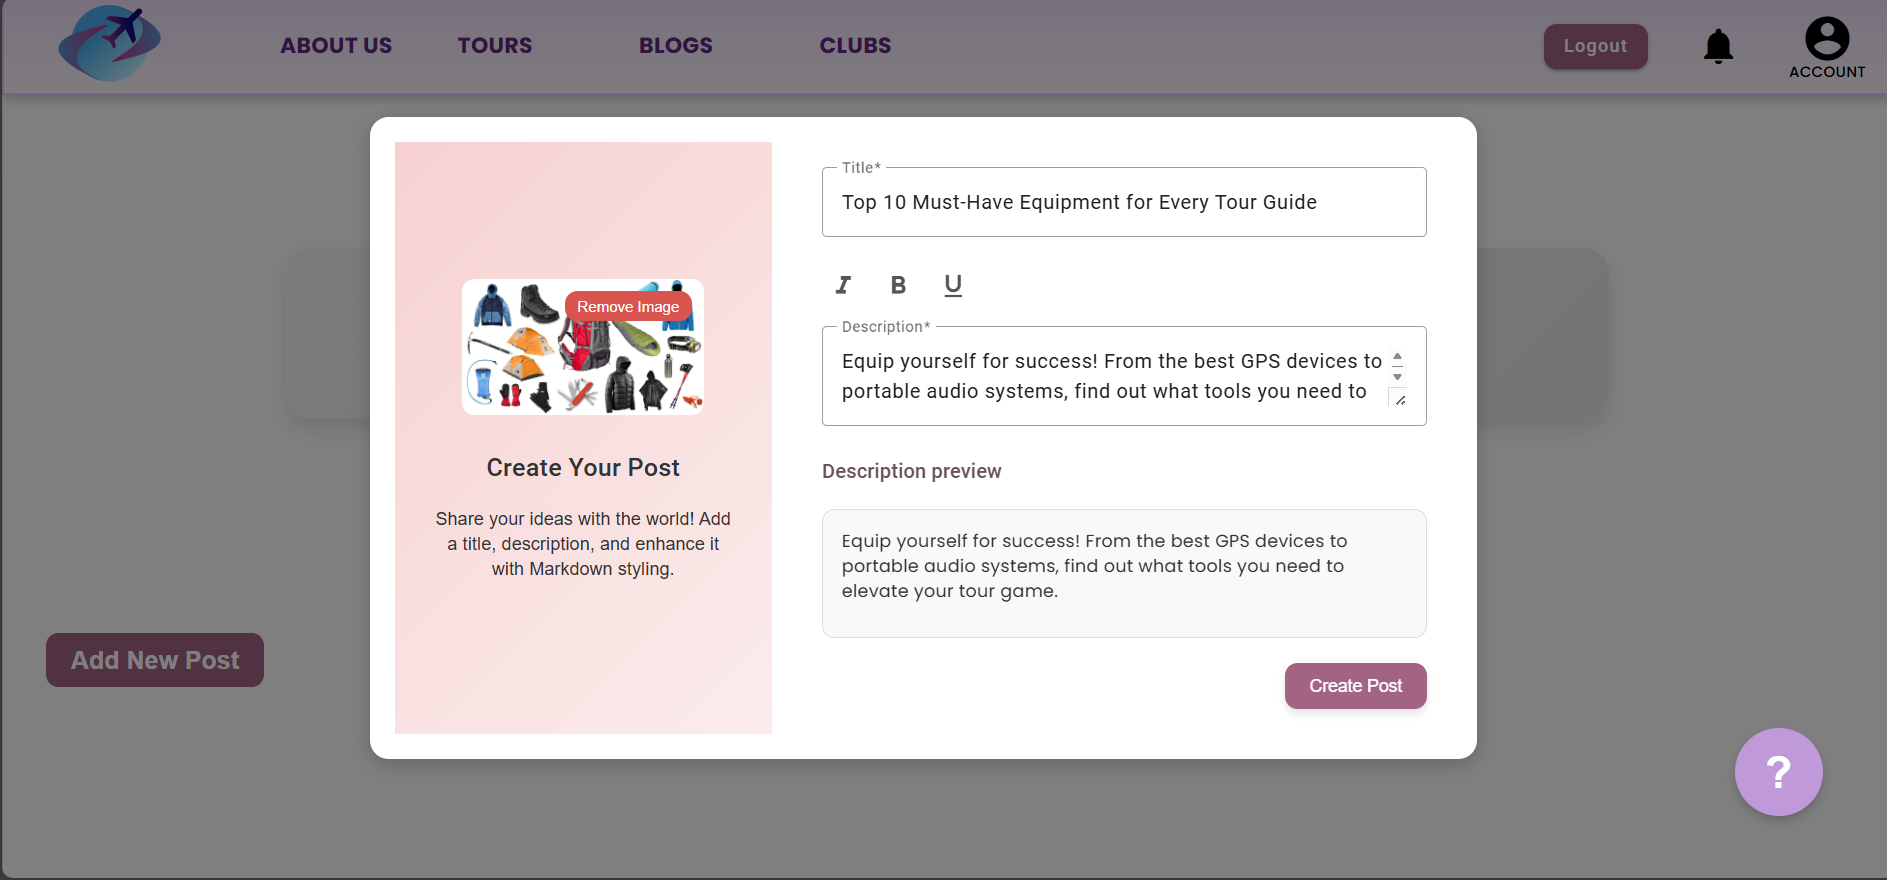 ABOUT US
TOURS
BLOGS
CLUBS
Logout
ACCOUNT
Remove Image
Create Your Post
Share your ideas with the world! Add
a title, description, and enhance it
with Markdown styling.
Title*
Top 10 Must-Have Equipment for Every Tour Guide
I B U
Description*
Equip yourself for success! From the best GPS devices to
portable audio systems, find out what tools you need to
Description preview
Equip yourself for success! From the best GPS devices to
portable audio systems, find out what tools you need to
elevate your tour game.
Create Post
Add New Post
?